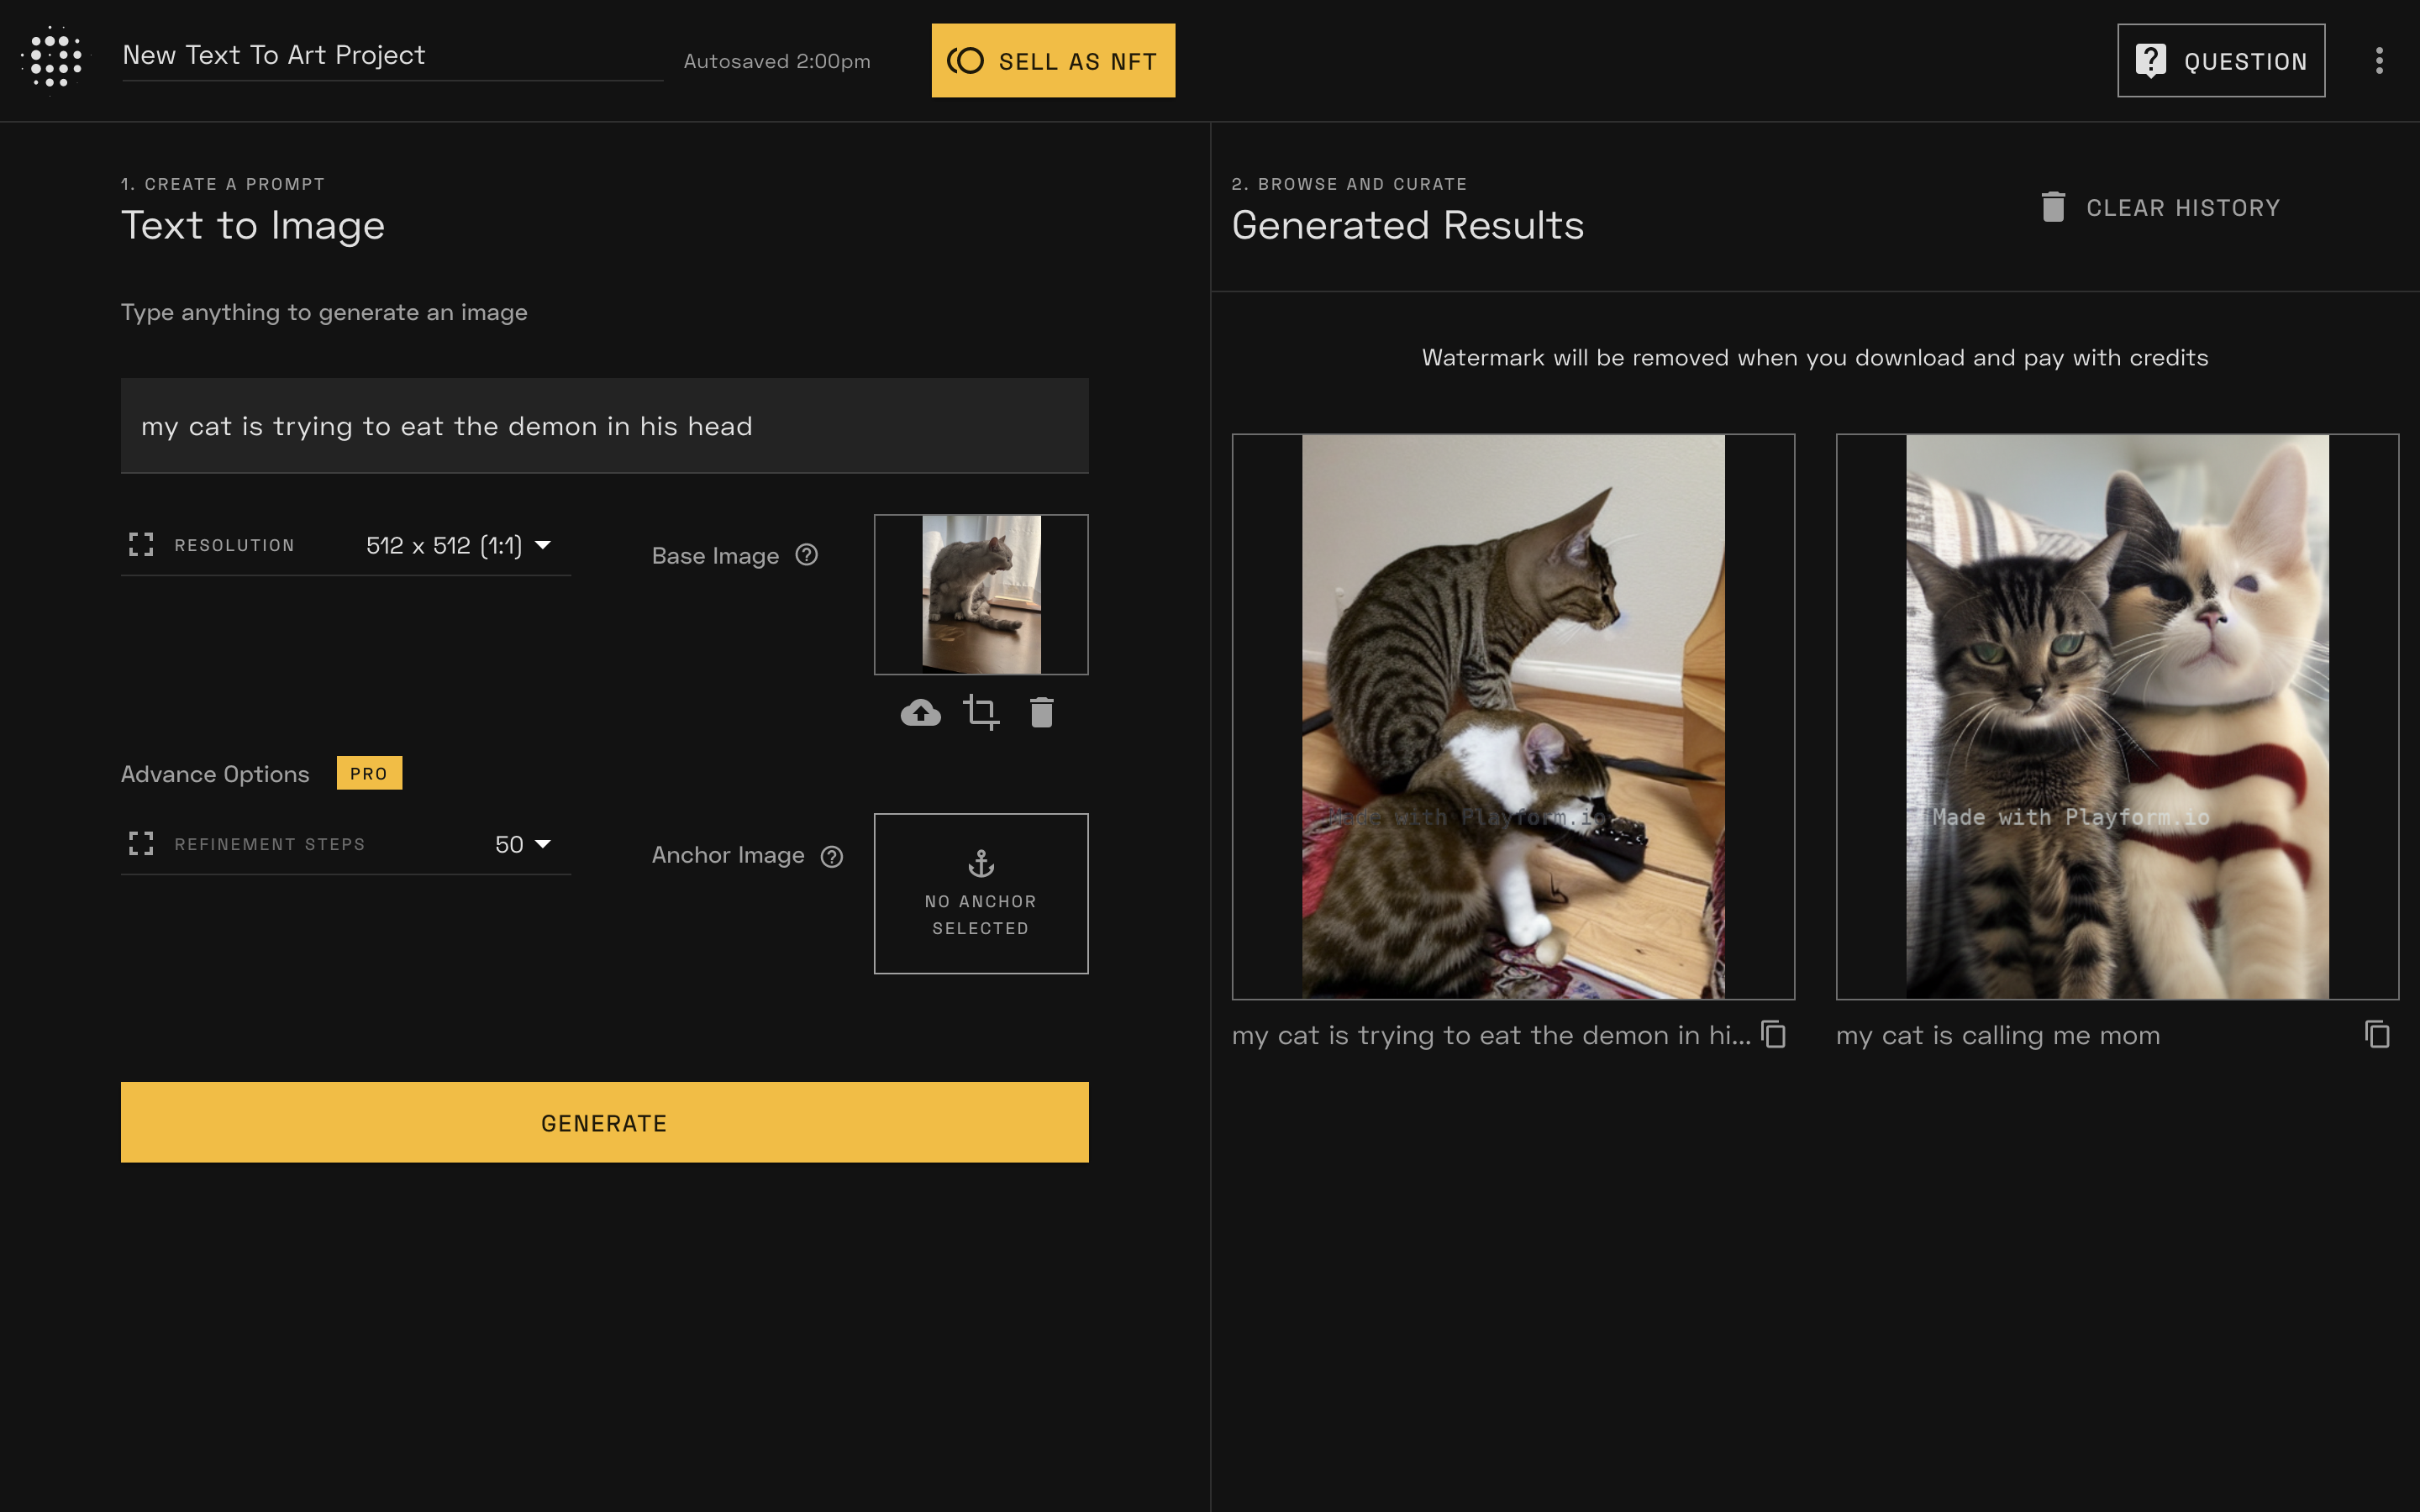 New Text To Art Project
Autosaved 2:00pm
SELL AS NFT
QUESTION
1. CREATE A PROMPT
Text to Image
Type anything to generate an image
my cat is trying to eat the demon in his head
RESOLUTION
512 x 512 (1:1)
Base Image
Advance Options
PRO
REFINEMENT STEPS
50
Anchor Image
NO ANCHOR
SELECTED
GENERATE
2. BROWSE AND CURATE
Generated Results
CLEAR HISTORY
Watermark will be removed when you download and pay with credits
Made with Playform.io
Made with Playform.io
my cat is trying to eat the demon in hi...
my cat is calling me mom